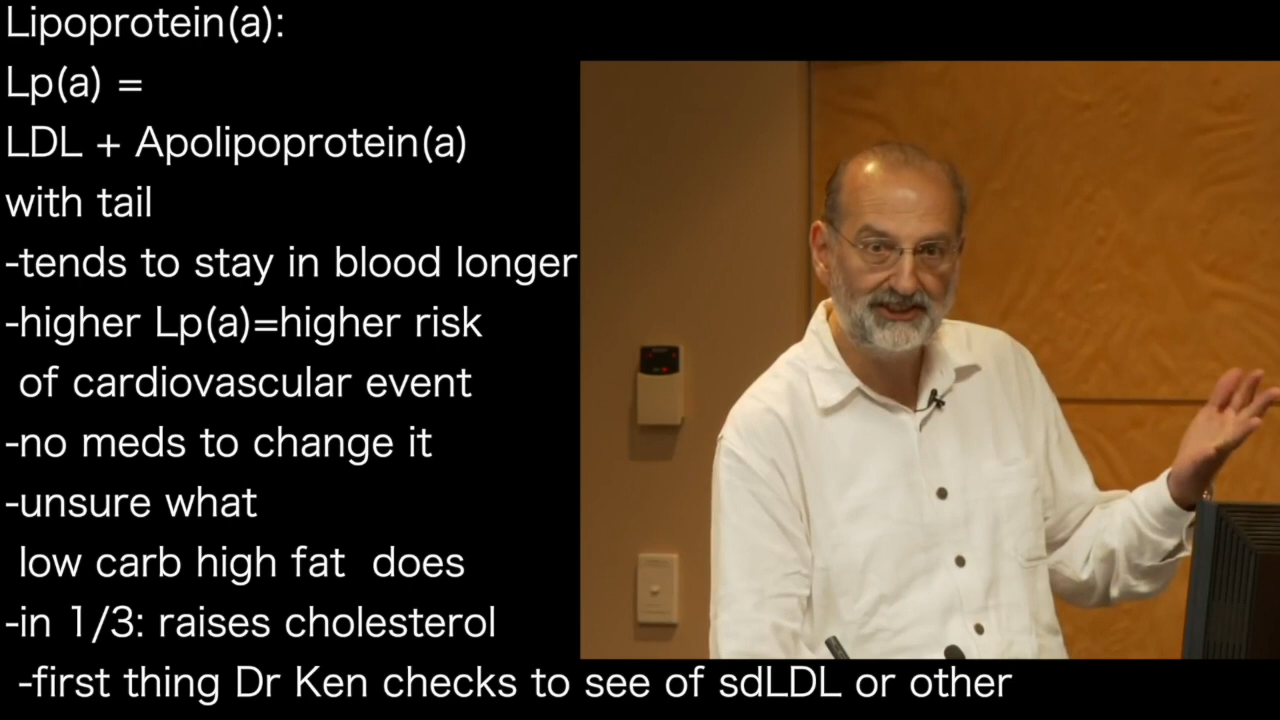 Lipoprotein(a):
Lp(a) =
LDL + Apolipoprotein(a)
with tail
-tends to stay in blood longer
-higher Lp(a)=higher risk
of cardiovascular event
-no meds to change it
-unsure what
low carb high fat does
-in 1/3: raises cholesterol
-first thing Dr Ken checks to see of sdLDL or other